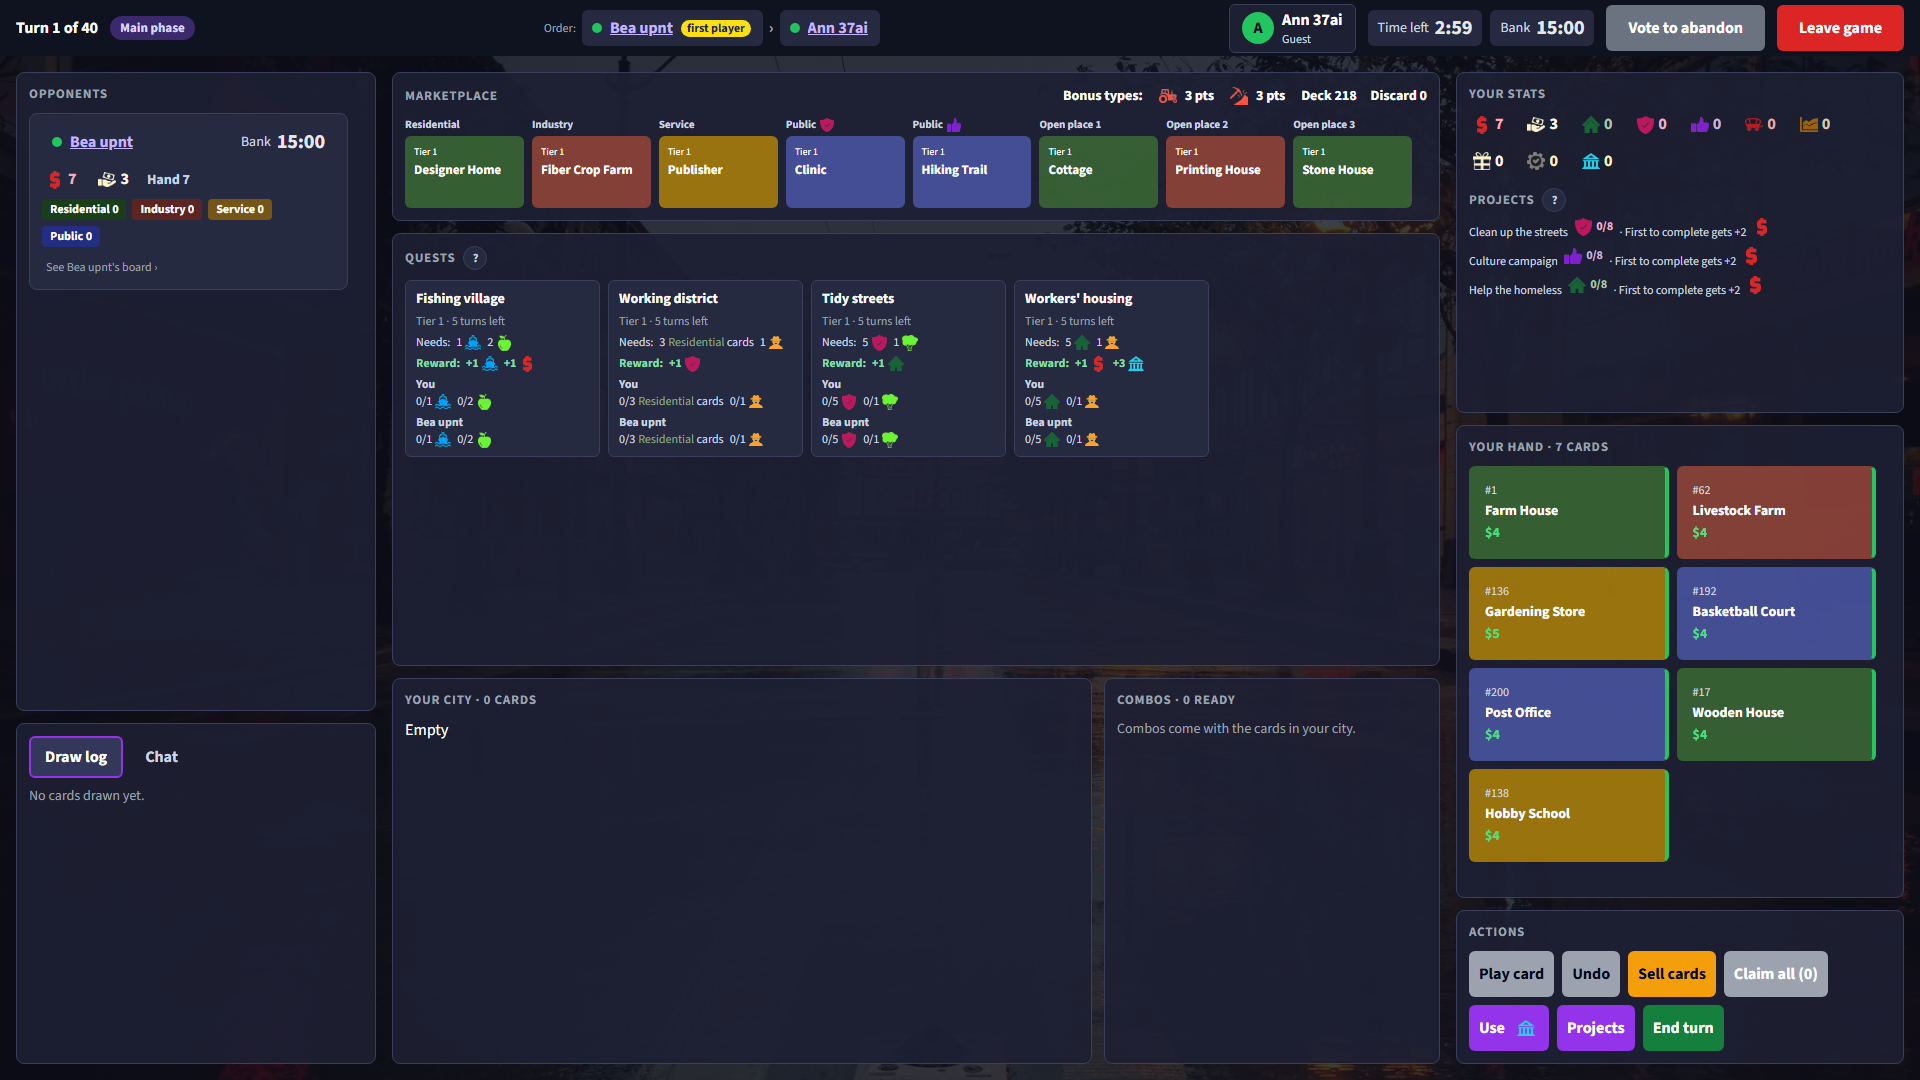 Turn 1 of 40 Main phase
Order: Bea upnt first player › Ann 37ai
A Ann 37ai
Guest
Time left 2:59
Bank 15:00
Vote to abandon
Leave game
OPPONENTS
Bea upnt Bank 15:00
7 3 Hand 7
Residential 0 Industry 0 Service 0
Public 0
See Bea upnt's board ›
Draw log Chat
No cards drawn yet.
MARKETPLACE
Bonus types: 3 pts 3 pts Deck 218 Discard 0
Residential Industry Service Public Public Open place 1 Open place 2 Open place 3
Tier 1 Tier 1 Tier 1 Tier 1 Tier 1 Tier 1 Tier 1 Tier 1
Designer Home Fiber Crop Farm Publisher Clinic Hiking Trail Cottage Printing House Stone House
QUESTS ?
Fishing village
Tier 1 · 5 turns left
Needs: 1 2
Reward: +1 +1
You
0/1 0/2
Bea upnt
0/1 0/2
Working district
Tier 1 · 5 turns left
Needs: 3 Residential cards 1
Reward: +1
You
0/3 Residential cards 0/1
Bea upnt
0/3 Residential cards 0/1
Tidy streets
Tier 1 · 5 turns left
Needs: 5 1
Reward: +1
You
0/5 0/1
Bea upnt
0/5 0/1
Workers' housing
Tier 1 · 5 turns left
Needs: 5 1
Reward: +1 +3
You
0/5 0/1
Bea upnt
0/5 0/1
YOUR CITY · 0 CARDS
Empty
COMBOS · 0 READY
Combos come with the cards in your city.
YOUR STATS
7 3 0 0 0 0 0
0 0 0
PROJECTS ?
Clean up the streets 0/8 · First to complete gets +2
Culture campaign 0/8 · First to complete gets +2
Help the homeless 0/8 · First to complete gets +2
YOUR HAND · 7 CARDS
#1
Farm House
$4
#62
Livestock Farm
$4
#136
Gardening Store
$5
#192
Basketball Court
$4
#200
Post Office
$4
#17
Wooden House
$4
#138
Hobby School
$4
ACTIONS
Play card Undo Sell cards Claim all (0)
Use Projects End turn